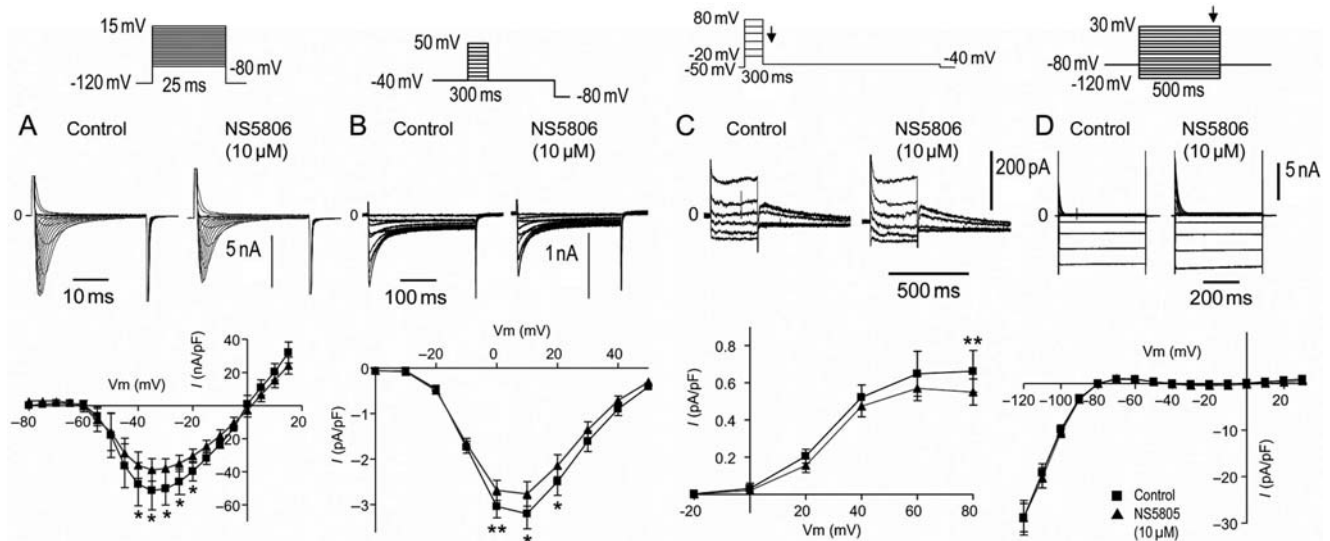 15 mV
-120 mV
25 ms
-80 mV
50 mV
-40 mV
300 ms
-80 mV
80 mV
-20 mV
-50 mV
300 ms
-40 mV
30 mV
-80 mV
-120 mV
500 ms
A
Control
NS5806
(10 µM)
0
5 nA
10 ms
B
Control
NS5806
(10 µM)
1 nA
100 ms
C
Control
NS5806
(10 µM)
200 pA
0
500 ms
D
Control
NS5806
(10 µM)
5 nA
0
200 ms
I (nA/pF)
40
20
Vm (mV)
−80 −60 −40 −20 0 20
−20
−40
−60
* * * * *
Vm (mV)
−20 0 20 40
0
−1
−2
−3
I (pA/pF)
** * *
0.8
0.6
0.4
0.2
0
I (pA/pF)
-20 0 20 40 60 80
Vm (mV)
**
Vm (mV)
−120 −100 −80 −60 −40 −20 0 20
−10
−20
−30
I (pA/pF)
Control
NS5805
(10 µM)